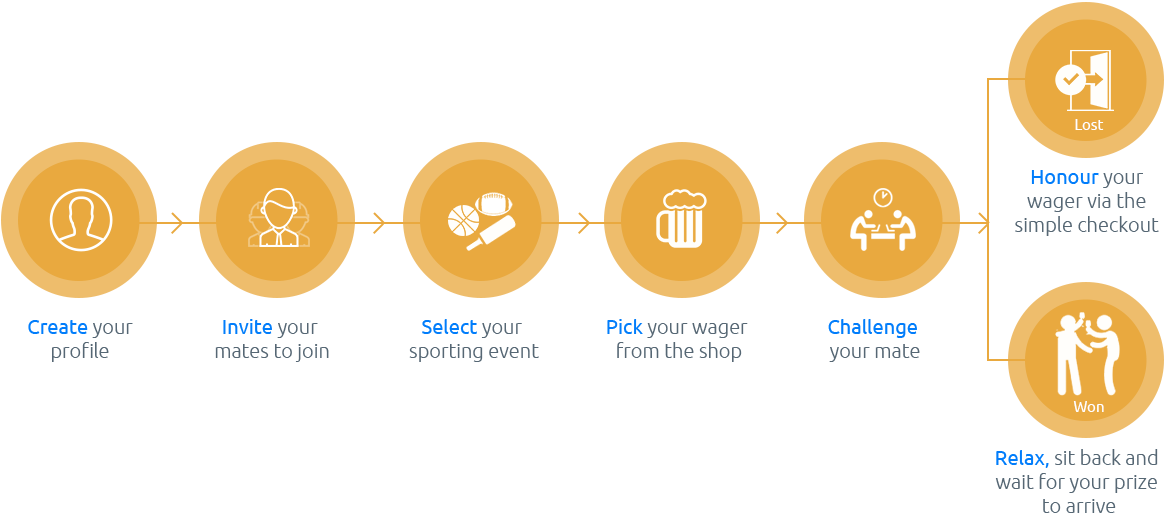 Create your
profile
Invite your
mates to join
Select your
sporting event
Pick your wager
from the shop
Challenge
your mate
Lost
Honour your
wager via the
simple checkout
Won
Relax, sit back and
wait for your prize
to arrive